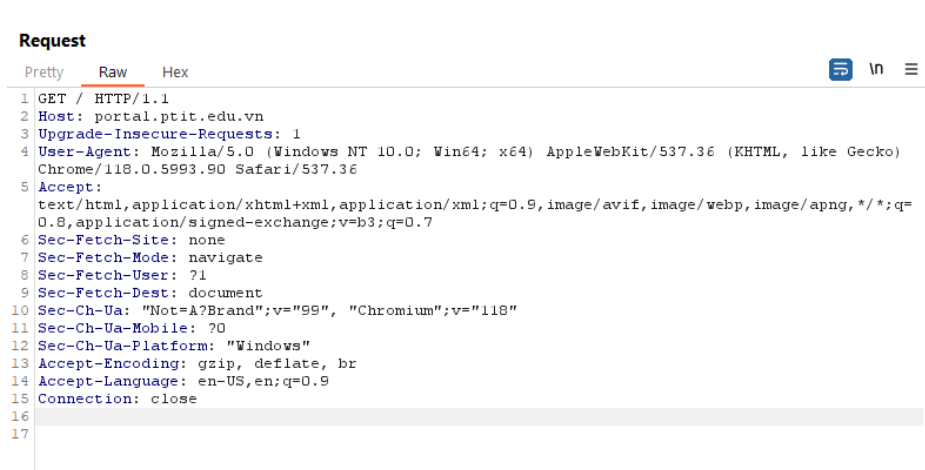 Request
Pretty Raw Hex \n
1 GET / HTTP/1.1
2 Host: portal.ptit.edu.vn
3 Upgrade-Insecure-Requests: 1
4 User-Agent: Mozilla/5.0 (Windows NT 10.0; Win64; x64) AppleWebKit/537.36 (KHTML, like Gecko)
Chrome/118.0.5993.90 Safari/537.36
5 Accept:
text/html,application/xhtml+xml,application/xml;q=0.9,image/avif,image/webp,image/apng,*/*;q=
0.8,application/signed-exchange;v=b3;q=0.7
6 Sec-Fetch-Site: none
7 Sec-Fetch-Mode: navigate
8 Sec-Fetch-User: ?1
9 Sec-Fetch-Dest: document
10 Sec-Ch-Ua: "Not=A?Brand";v="99", "Chromium";v="118"
11 Sec-Ch-Ua-Mobile: ?0
12 Sec-Ch-Ua-Platform: "Windows"
13 Accept-Encoding: gzip, deflate, br
14 Accept-Language: en-US,en;q=0.9
15 Connection: close
16
17